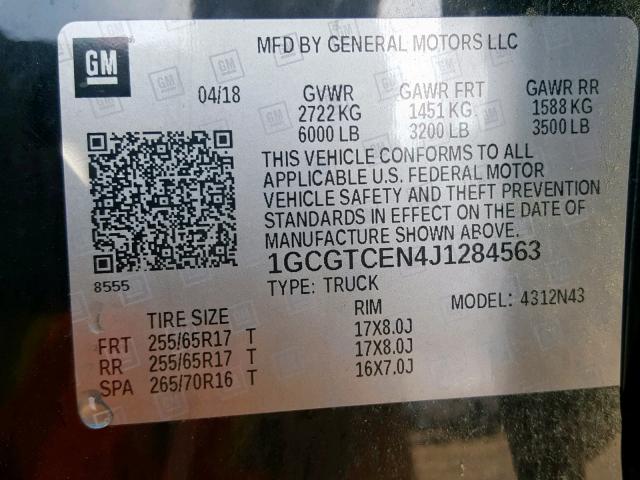 GM
MFD BY GENERAL MOTORS LLC
04/18 GVWR GAWR FRT GAWR RR
2722 KG 1451 KG 1588 KG
6000 LB 3200 LB 3500 LB
THIS VEHICLE CONFORMS TO ALL
APPLICABLE U.S. FEDERAL MOTOR
VEHICLE SAFETY AND THEFT PREVENTION
STANDARDS IN EFFECT ON THE DATE OF
MANUFACTURE SHOWN ABOVE.
8555 1GCGTCEN4J1284563
TYPE: TRUCK MODEL: 4312N43
TIRE SIZE RIM
FRT 255/65R17 T 17X8.0J
RR 255/65R17 T 17X8.0J
SPA 265/70R16 T 16X7.0J